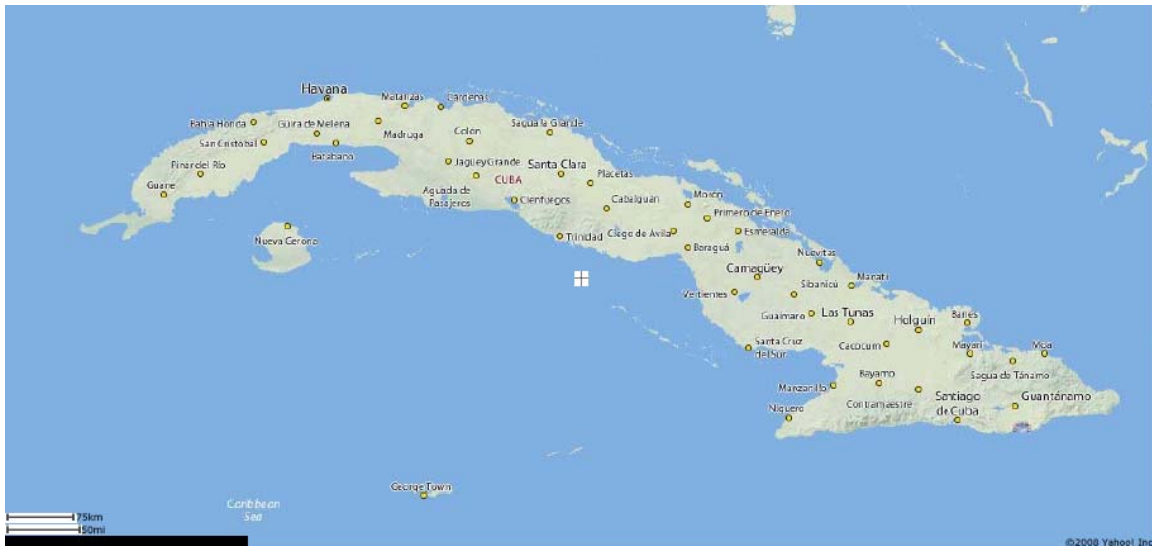 Havana
Matanzas
Cardenas
Bahia Honda
Güira de Melena
Madruga
Colón
Sagua la Grande
San Cristobal
Batabano
Jagüey Grande
Santa Clara
Pinar del Río
CUBA
Placetas
Guane
Aguada de
Pasajeros
Cienfuegos
Cabaiguán
Morón
Primero de Enero
Nueva Gerona
Trinidad
Ciego de Avila
Esmeralda
Baraguá
Nuevitas
Camagüey
Manati
Vertientes
Sibanicú
Guaimaro
Las Tunas
Holguín
Banes
Santa Cruz
del Sur
Cacocum
Mayarí
Moa
Bayamo
Sagua de Tánamo
Manzanillo
Contramaestre
Santiago
de Cuba
Guantánamo
Niquero
George Town
Caribbean
Sea
75km
50mi
©2008 Yahoo! Inc